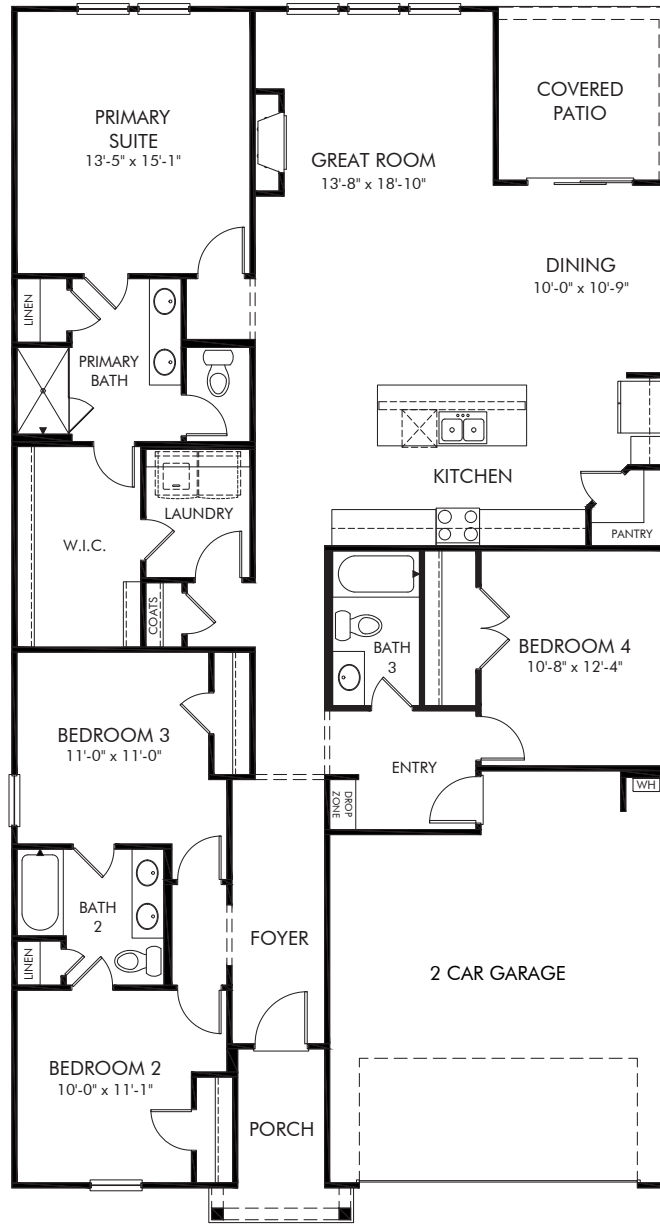 PRIMARY
SUITE
13'-5" x 15'-1"
GREAT ROOM
13'-8" x 18'-10"
COVERED
PATIO
DINING
10'-0" x 10'-9"
LINEN
PRIMARY
BATH
KITCHEN
LAUNDRY
PANTRY
W.I.C.
COATS
BATH
3
BEDROOM 4
10'-8" x 12'-4"
BEDROOM 3
11'-0" x 11'-0"
ENTRY
DROP
ZONE
WH
BATH
2
LINEN
FOYER
2 CAR GARAGE
BEDROOM 2
10'-0" x 11'-1"
PORCH